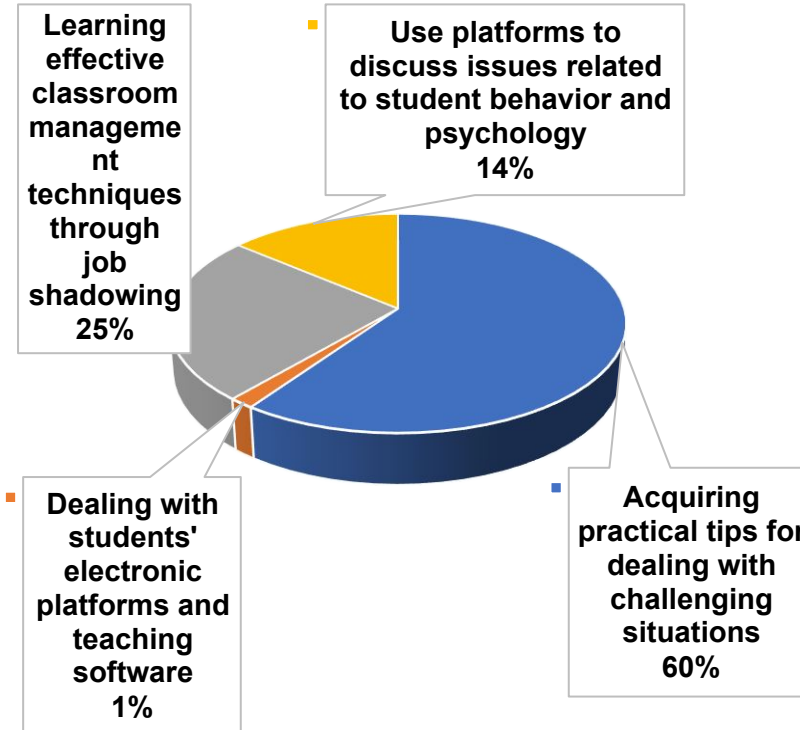 Learning
effective
classroom
manageme
nt
techniques
through
job
shadowing
25%
Use platforms to
discuss issues related
to student behavior and
psychology
14%
Dealing with
students'
electronic
platforms and
teaching
software
1%
Acquiring
practical tips for
dealing with
challenging
situations
60%